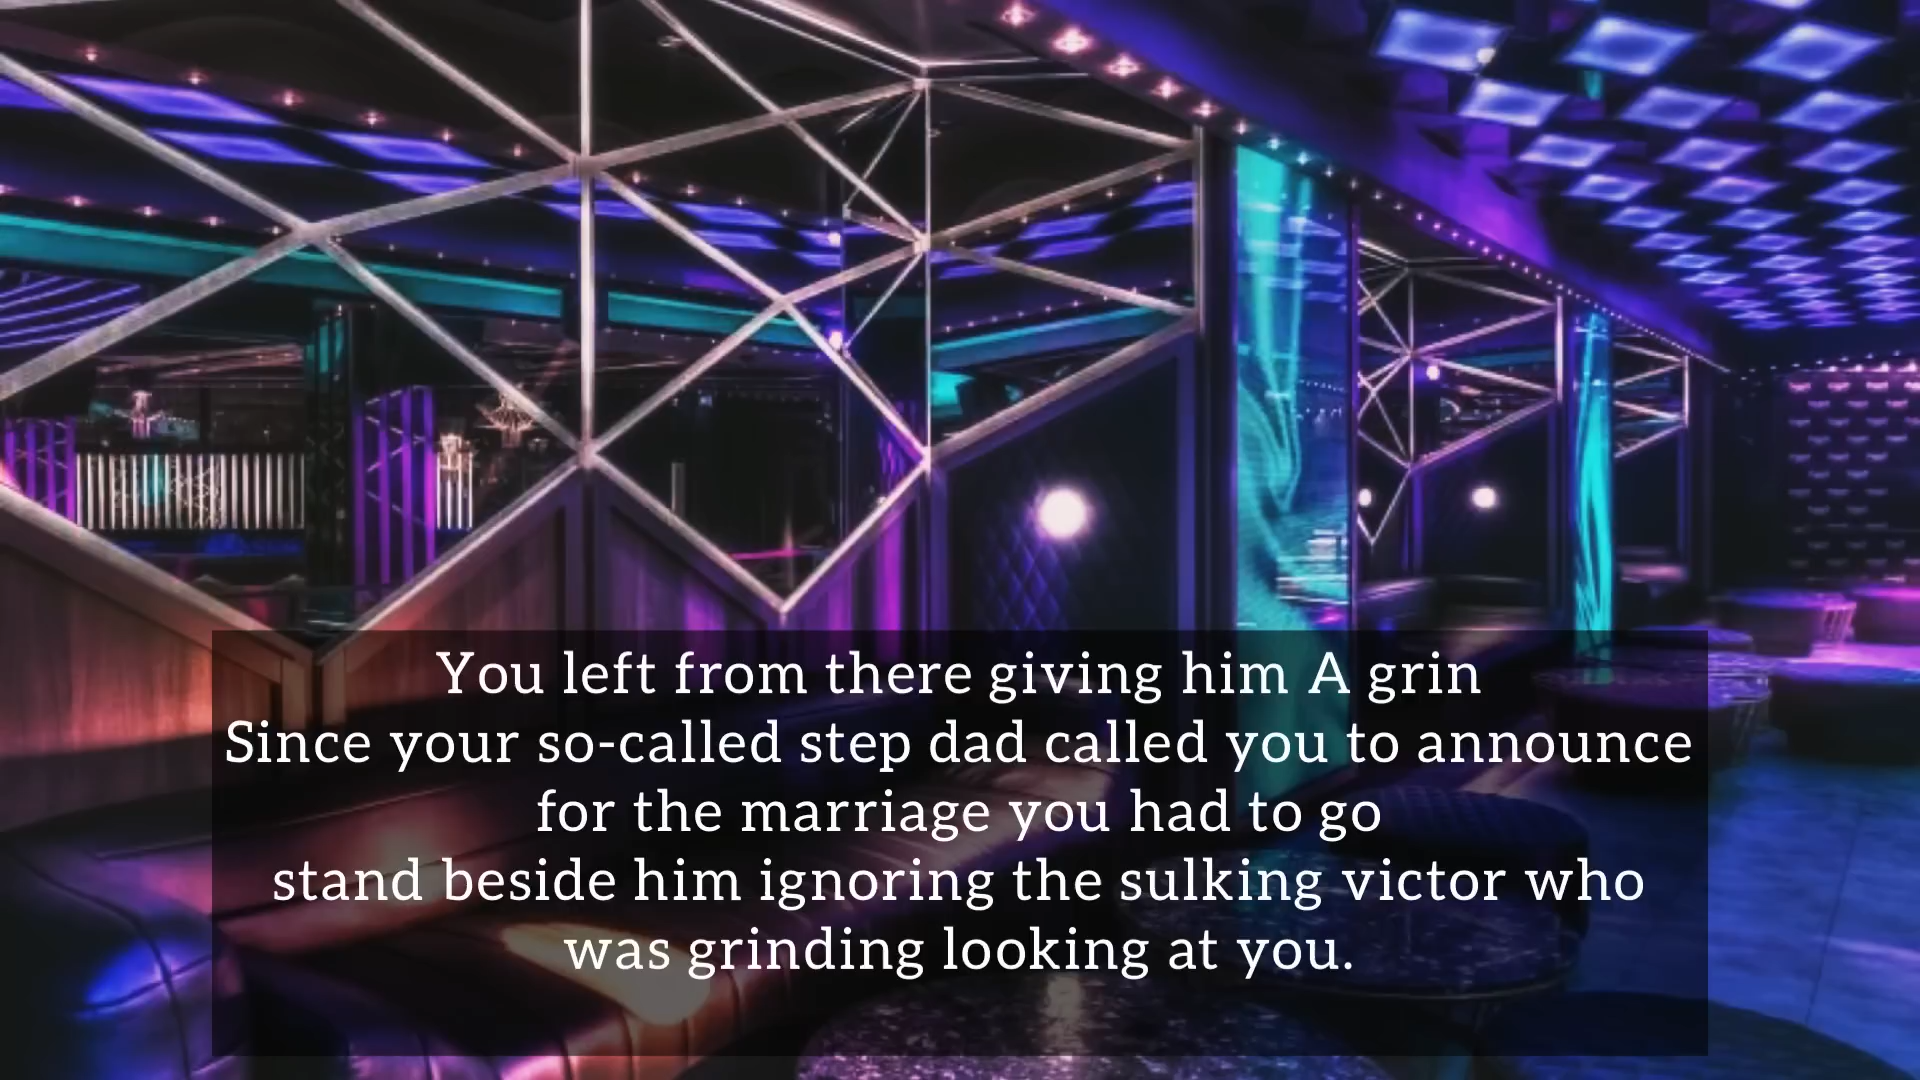 You left from there giving him A grin
Since your so-called step dad called you to announce
for the marriage you had to go
stand beside him ignoring the sulking victor who
was grinding looking at you.